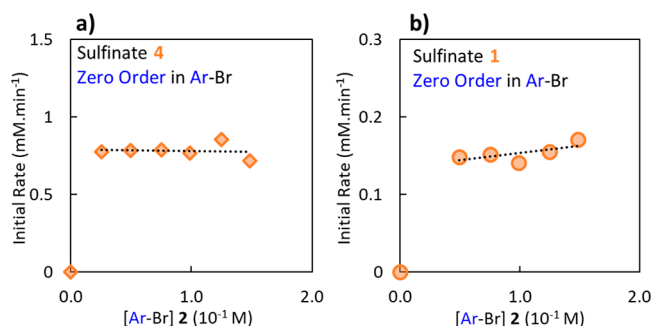 a)
Sulfinate 4
Zero Order in Ar-Br
Initial Rate (mM.min⁻¹)
1.5
1
0.5
0
0.0
1.0
2.0
[Ar-Br] 2 (10⁻¹ M)
b)
Sulfinate 1
Zero Order in Ar-Br
Initial Rate (mM.min⁻¹)
0.3
0.2
0.1
0
0.0
1.0
2.0
[Ar-Br] 2 (10⁻¹ M)